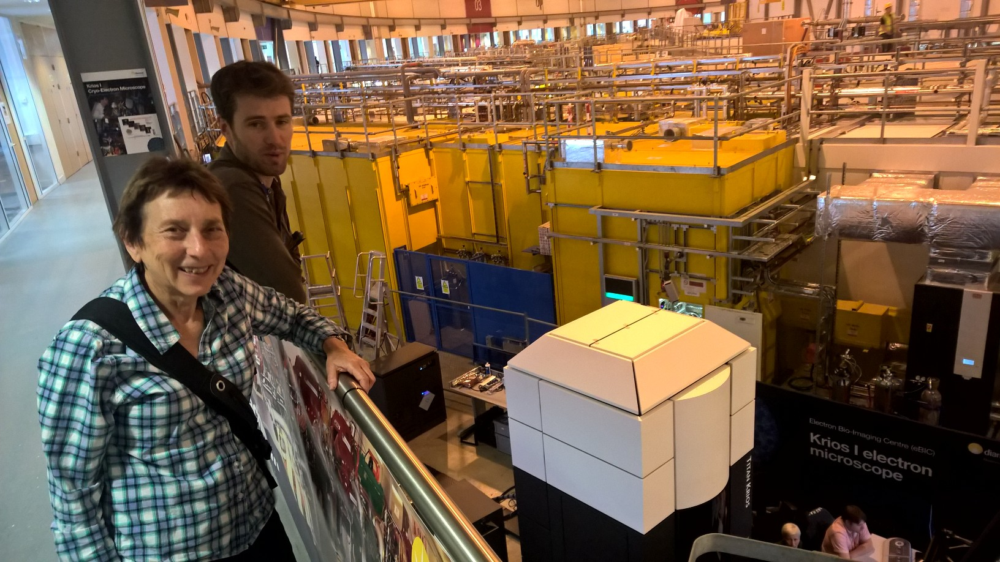 03
Krios I
Cryo-Electron Microscope
Electron Bio-Imaging Centre (eBIC)
Krios I electron
microscope
TITAN KRIOS